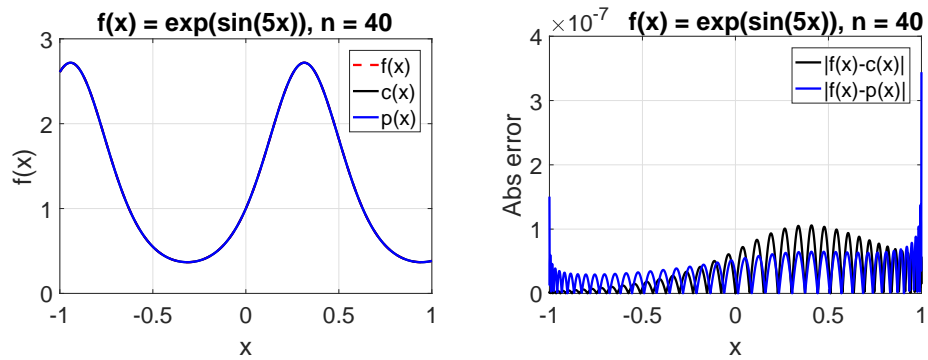 f(x) = exp(sin(5x)), n = 40
3
2
1
0
f(x)
f(x)
c(x)
p(x)
-1
-0.5
0
0.5
1
x
×10⁻⁷
f(x) = exp(sin(5x)), n = 40
4
3
2
1
0
Abs error
|f(x)-c(x)|
|f(x)-p(x)|
-1
-0.5
0
0.5
1
x